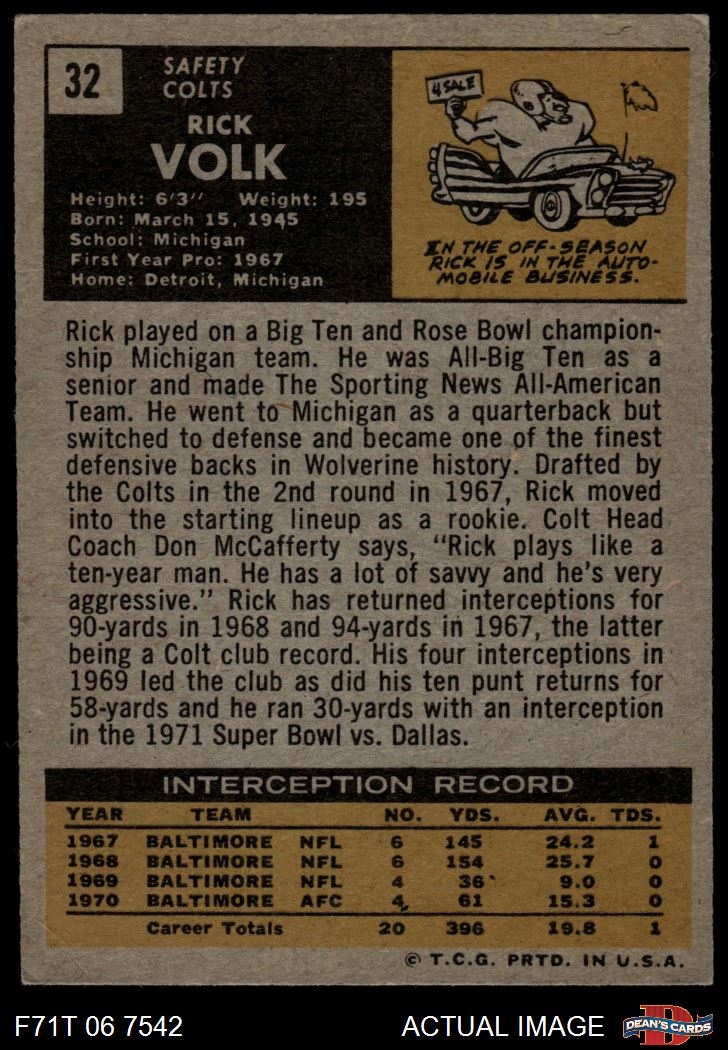 32
SAFETY
COLTS
RICK
VOLK
Height: 6'3" Weight: 195
Born: March 15, 1945
School: Michigan
First Year Pro: 1967
Home: Detroit, Michigan
4 SALE
IN THE OFF-SEASON
RICK IS IN THE AUTO-
MOBILE BUSINESS.
Rick played on a Big Ten and Rose Bowl champion-
ship Michigan team. He was All-Big Ten as a
senior and made The Sporting News All-American
Team. He went to Michigan as a quarterback but
switched to defense and became one of the finest
defensive backs in Wolverine history. Drafted by
the Colts in the 2nd round in 1967, Rick moved
into the starting lineup as a rookie. Colt Head
Coach Don McCafferty says, "Rick plays like a
ten-year man. He has a lot of savvy and he's very
aggressive." Rick has returned interceptions for
90-yards in 1968 and 94-yards in 1967, the latter
being a Colt club record. His four interceptions in
1969 led the club as did his ten punt returns for
58-yards and he ran 30-yards with an interception
in the 1971 Super Bowl vs. Dallas.
INTERCEPTION RECORD
YEAR TEAM NO. YDS. AVG. TDS.
1967 BALTIMORE NFL 6 145 24.2 1
1968 BALTIMORE NFL 6 154 25.7 0
1969 BALTIMORE NFL 4 36 9.0 0
1970 BALTIMORE AFC 4 61 15.3 0
Career Totals 20 396 19.8 1
© T.C.G. PRTD. IN U.S.A.
F71T 06 7542 ACTUAL IMAGE
D
DEAN'S CARDS